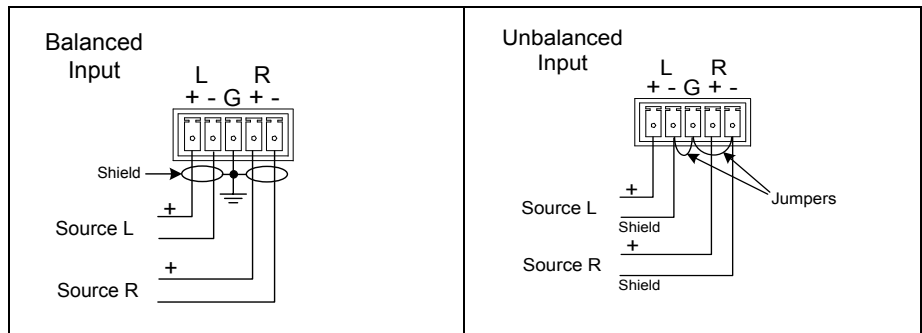 Balanced
Input
L R
+ - G + -
Shield
+
Source L
+
Source R
Unbalanced
Input
L R
+ - G + -
+
Source L
Shield
Jumpers
+
Source R
Shield